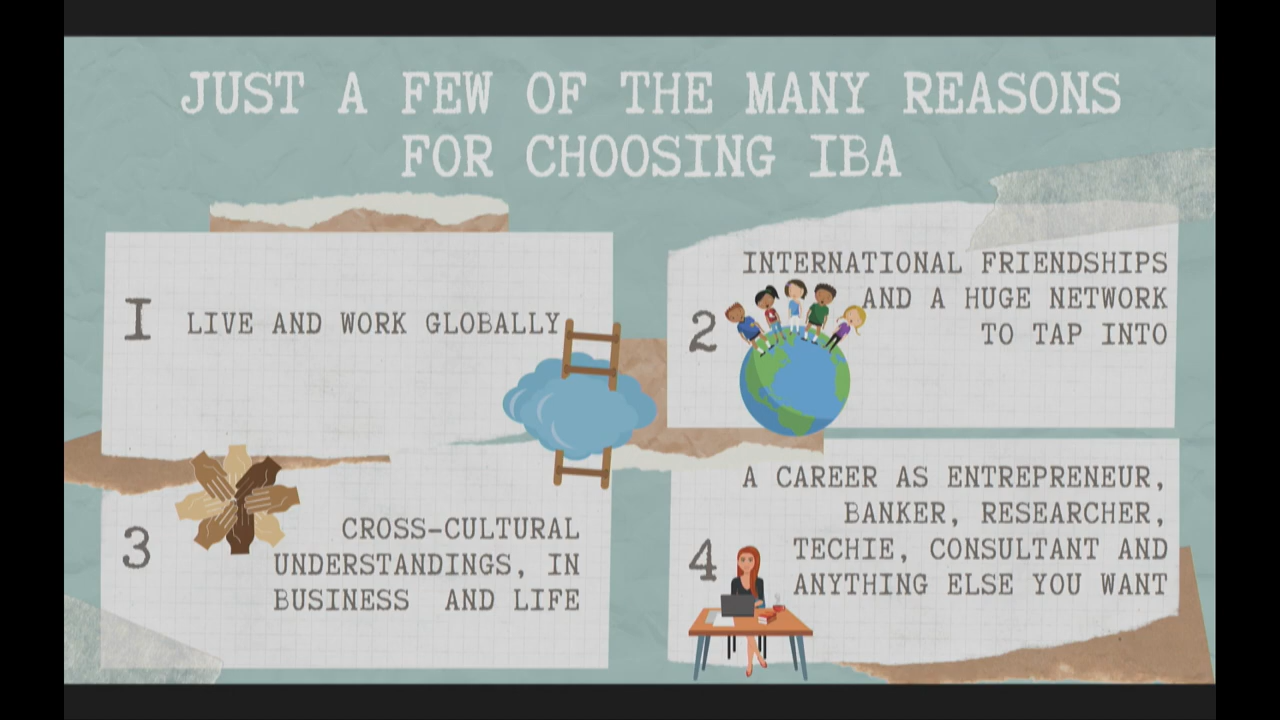 JUST A FEW OF THE MANY REASONS
FOR CHOOSING IBA
1
LIVE AND WORK GLOBALLY
2
INTERNATIONAL FRIENDSHIPS
AND A HUGE NETWORK
TO TAP INTO
3
CROSS-CULTURAL
UNDERSTANDINGS, IN
BUSINESS AND LIFE
4
A CAREER AS ENTREPRENEUR,
BANKER, RESEARCHER,
TECHIE, CONSULTANT AND
ANYTHING ELSE YOU WANT